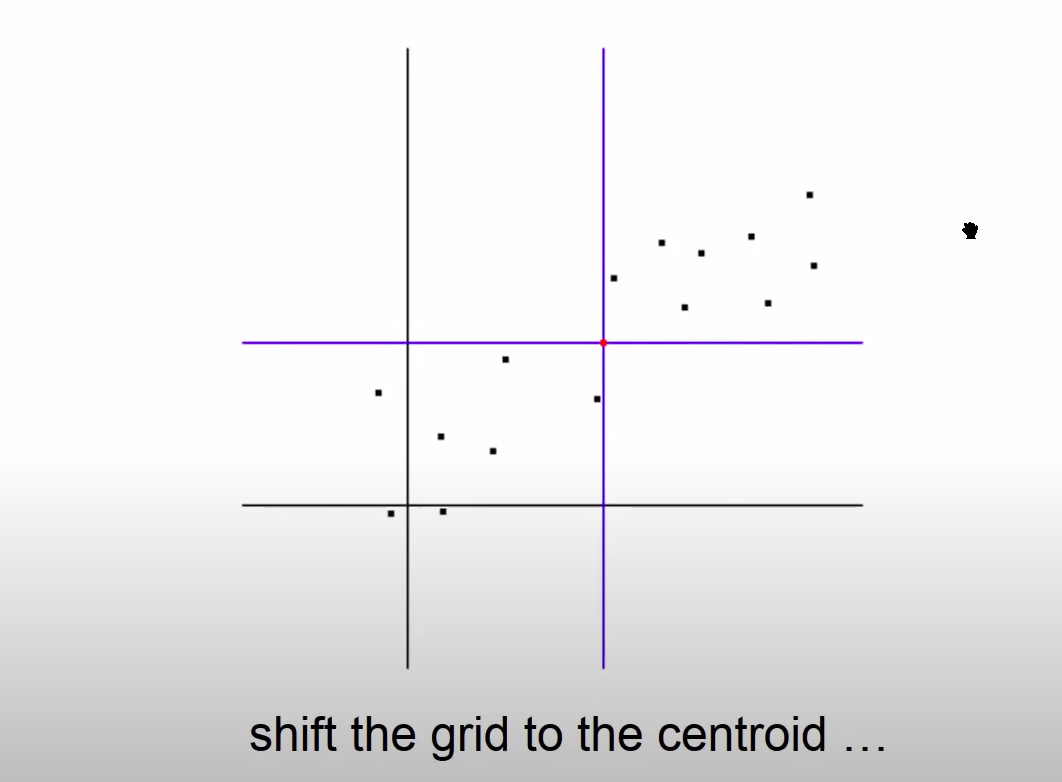 shift the grid to the centroid …